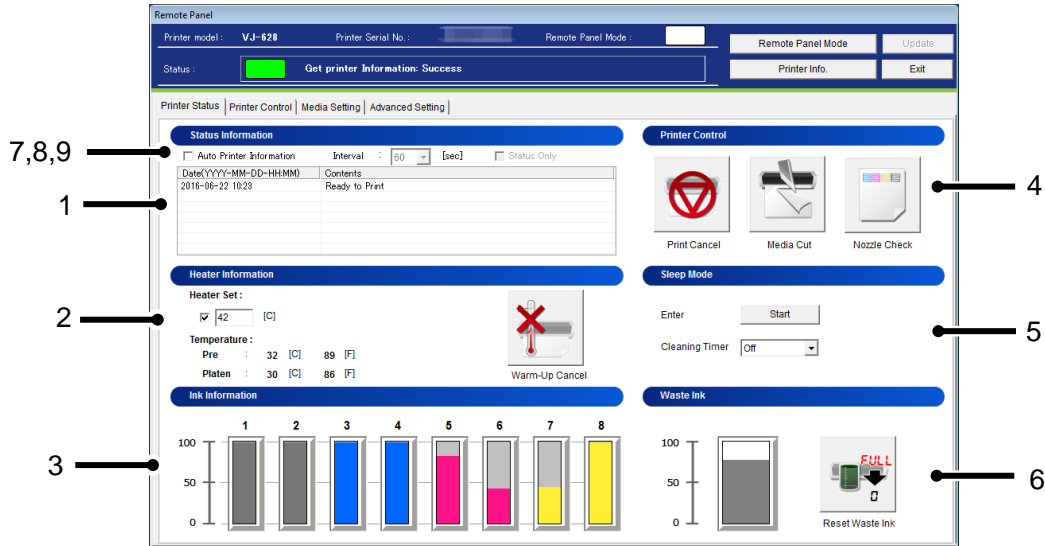 Remote Panel
Printer model : VJ-628 Printer Serial No. : Remote Panel Mode :
Remote Panel Mode Update
Status : Get printer Information: Success
Printer Info. Exit
Printer Status Printer Control Media Setting Advanced Setting
Status Information
7,8,9
Auto Printer Information Interval : 60 [sec] Status Only
Date(YYYY-MM-DD-HH:MM) Contents
2016-06-22 10:23 Ready to Print
1
Printer Control
4
Print Cancel Media Cut Nozzle Check
Heater Information
Heater Set :
2
42 [C]
Temperature :
Pre : 32 [C] 89 [F]
Platen : 30 [C] 86 [F]
Warm-Up Cancel
Sleep Mode
Enter Start
5
Cleaning Timer Off
Ink Information
1 2 3 4 5 6 7 8
100
3
50
0
Waste Ink
100
50
0
FULL
0
6
Reset Waste Ink